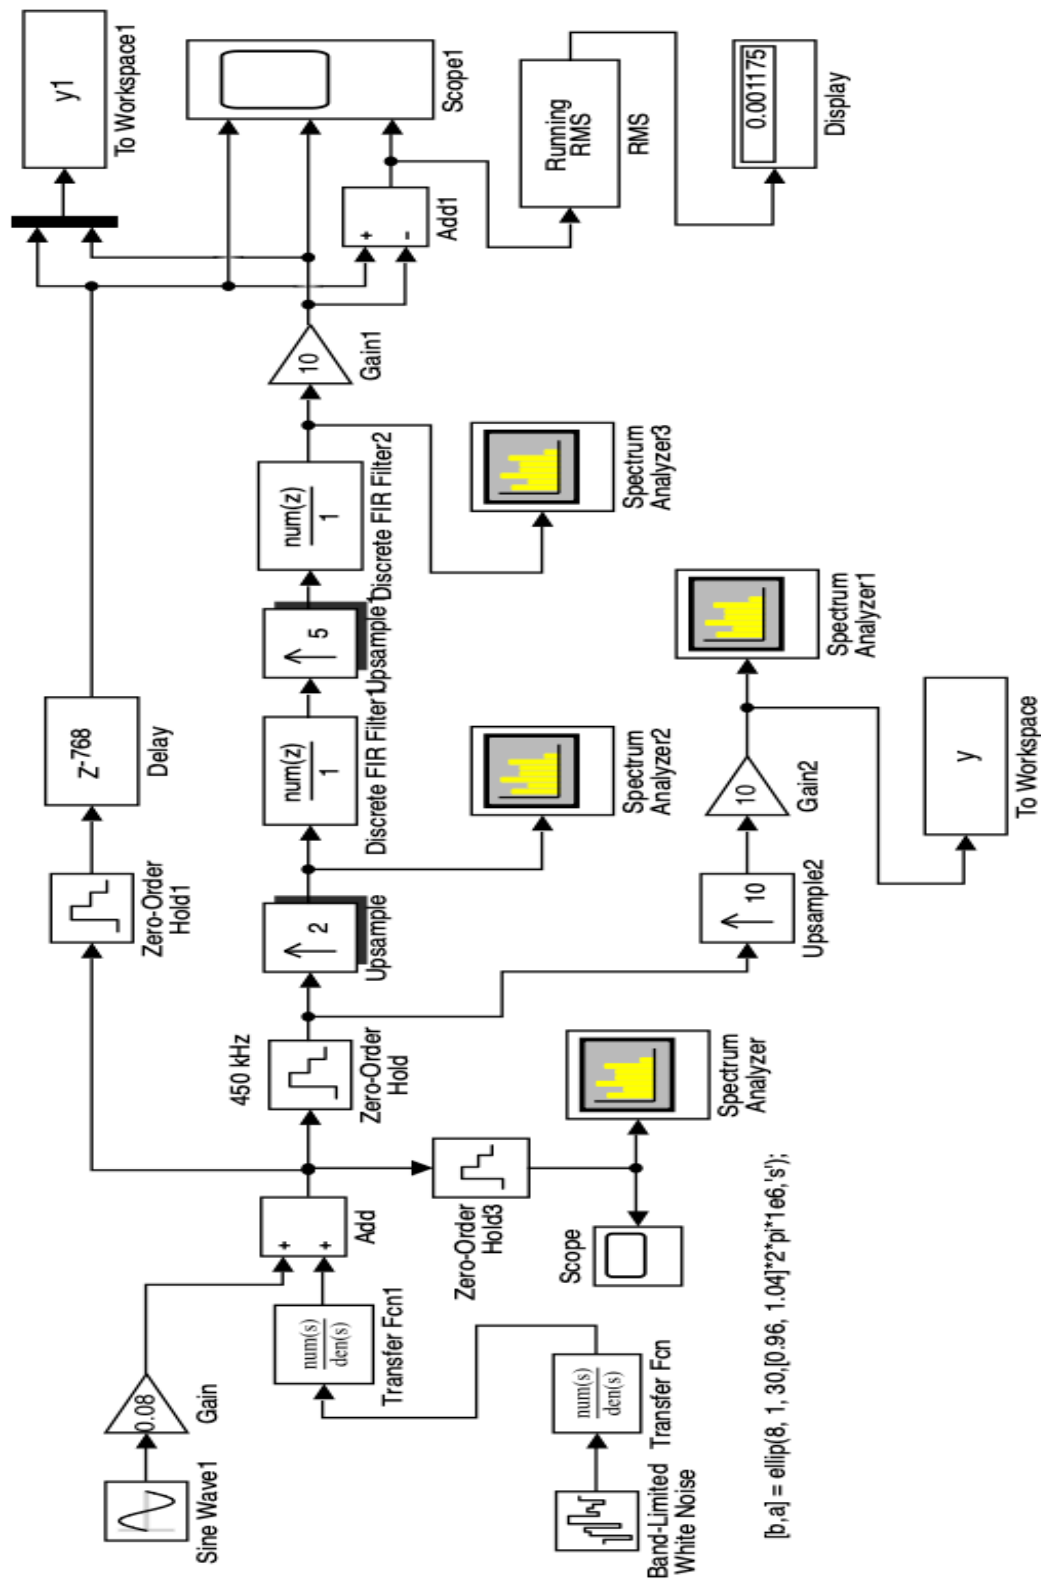 Sine Wave1
0.08
Gain
Band-Limited
White Noise
num(s)
den(s)
Transfer Fcn
num(s)
den(s)
Transfer Fcn1
+
+
Add
Zero-Order
Hold3
Scope
Spectrum
Analyzer
450 kHz
Zero-Order
Hold
Zero-Order
Hold1
Z-768
Delay
2
Upsample
num(z)
1
Discrete FIR Filter1
5
Upsample1
num(z)
1
Discrete FIR Filter2
10
Gain1
Spectrum
Analyzer2
Spectrum
Analyzer3
10
Upsample2
10
Gain2
Spectrum
Analyzer1
y
To Workspace
+
-
Add1
y1
To Workspace1
Scope1
Running
RMS
RMS
0.001175
Display
[b,a] = ellip(8, 1, 30,[0.96, 1.04]*2*pi*1e6,'s');